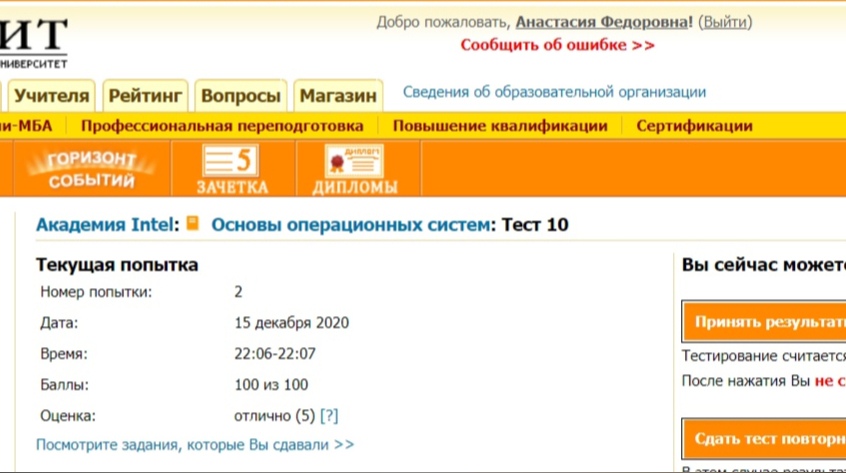 ИТ
НИВЕРСИТЕТ
Добро пожаловать, Анастасия Федоровна! (Выйти)
Сообщить об ошибке >>
Учителя Рейтинг Вопросы Магазин Сведения об образовательной организации
и-МБА Профессиональная переподготовка Повышение квалификации Сертификации
ГОРИЗОНТ
СОБЫТИЙ
5
ЗАЧЕТКА
ДИПЛОМ
ДИПЛОМЫ
Академия Intel: Основы операционных систем: Тест 10
Текущая попытка
Номер попытки: 2
Дата: 15 декабря 2020
Время: 22:06-22:07
Баллы: 100 из 100
Оценка: отлично (5) [?]
Посмотрите задания, которые Вы сдавали >>
Вы сейчас может
Принять результат
Тестирование считается
После нажатия Вы не с
Сдать тест повторн